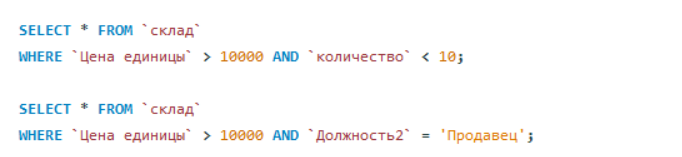 SELECT * FROM `склад`
WHERE `Цена единицы` > 10000 AND `количество` < 10;
SELECT * FROM `склад`
WHERE `Цена единицы` > 10000 AND `Должность2` = 'Продавец';